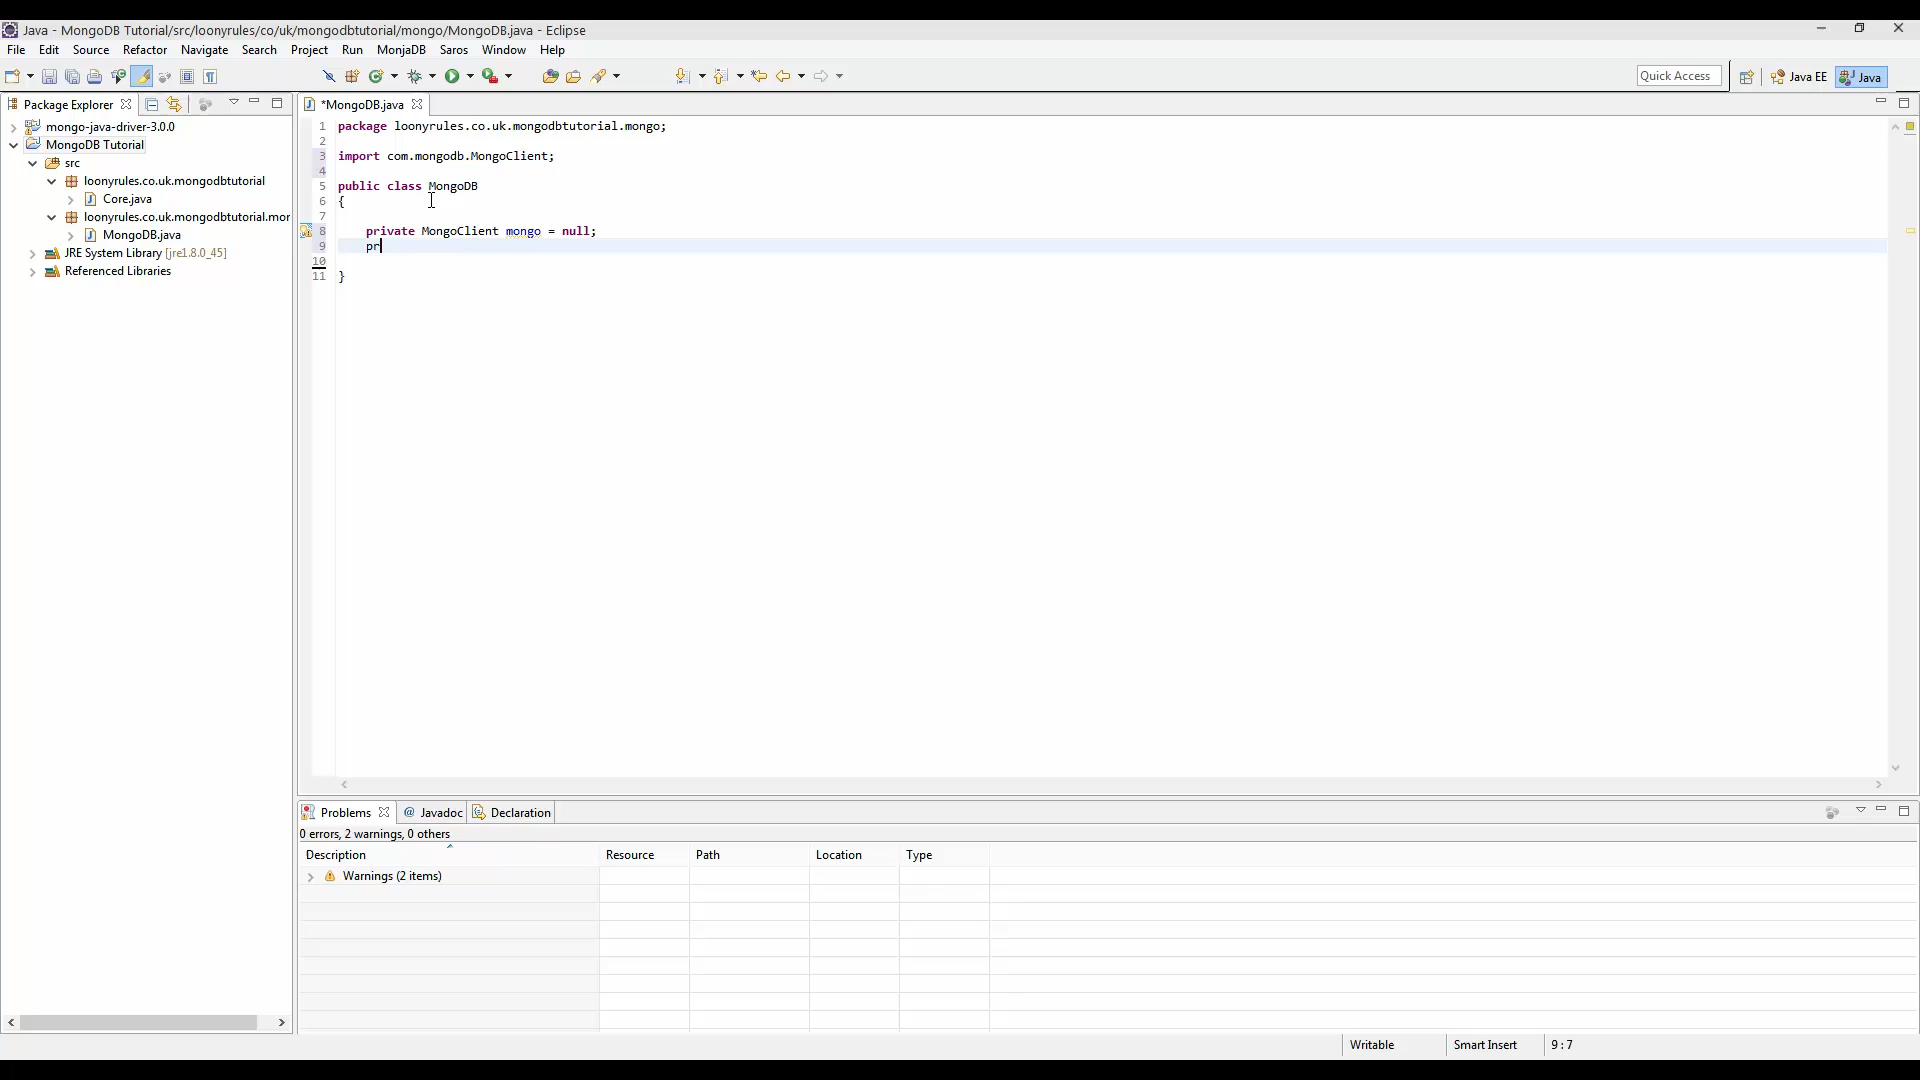 Java - MongoDB Tutorial/src/loonyrules/co/uk/mongodbtutorial/mongo/MongoDB.java - Eclipse
File Edit Source Refactor Navigate Search Project Run MonjaDB Saros Window Help
Quick Access Java EE Java
Package Explorer
mongo-java-driver-3.0.0
MongoDB Tutorial
src
loonyrules.co.uk.mongodbtutorial
Core.java
loonyrules.co.uk.mongodbtutorial.mor
MongoDB.java
JRE System Library [jre1.8.0_45]
Referenced Libraries
*MongoDB.java
1 package loonyrules.co.uk.mongodbtutorial.mongo;
2
3 import com.mongodb.MongoClient;
4
5 public class MongoDB
6 {
7
8 private MongoClient mongo = null;
9 pr
10
11 }
Problems @ Javadoc Declaration
0 errors, 2 warnings, 0 others
Description Resource Path Location Type
Warnings (2 items)
Writable Smart Insert 9 : 7